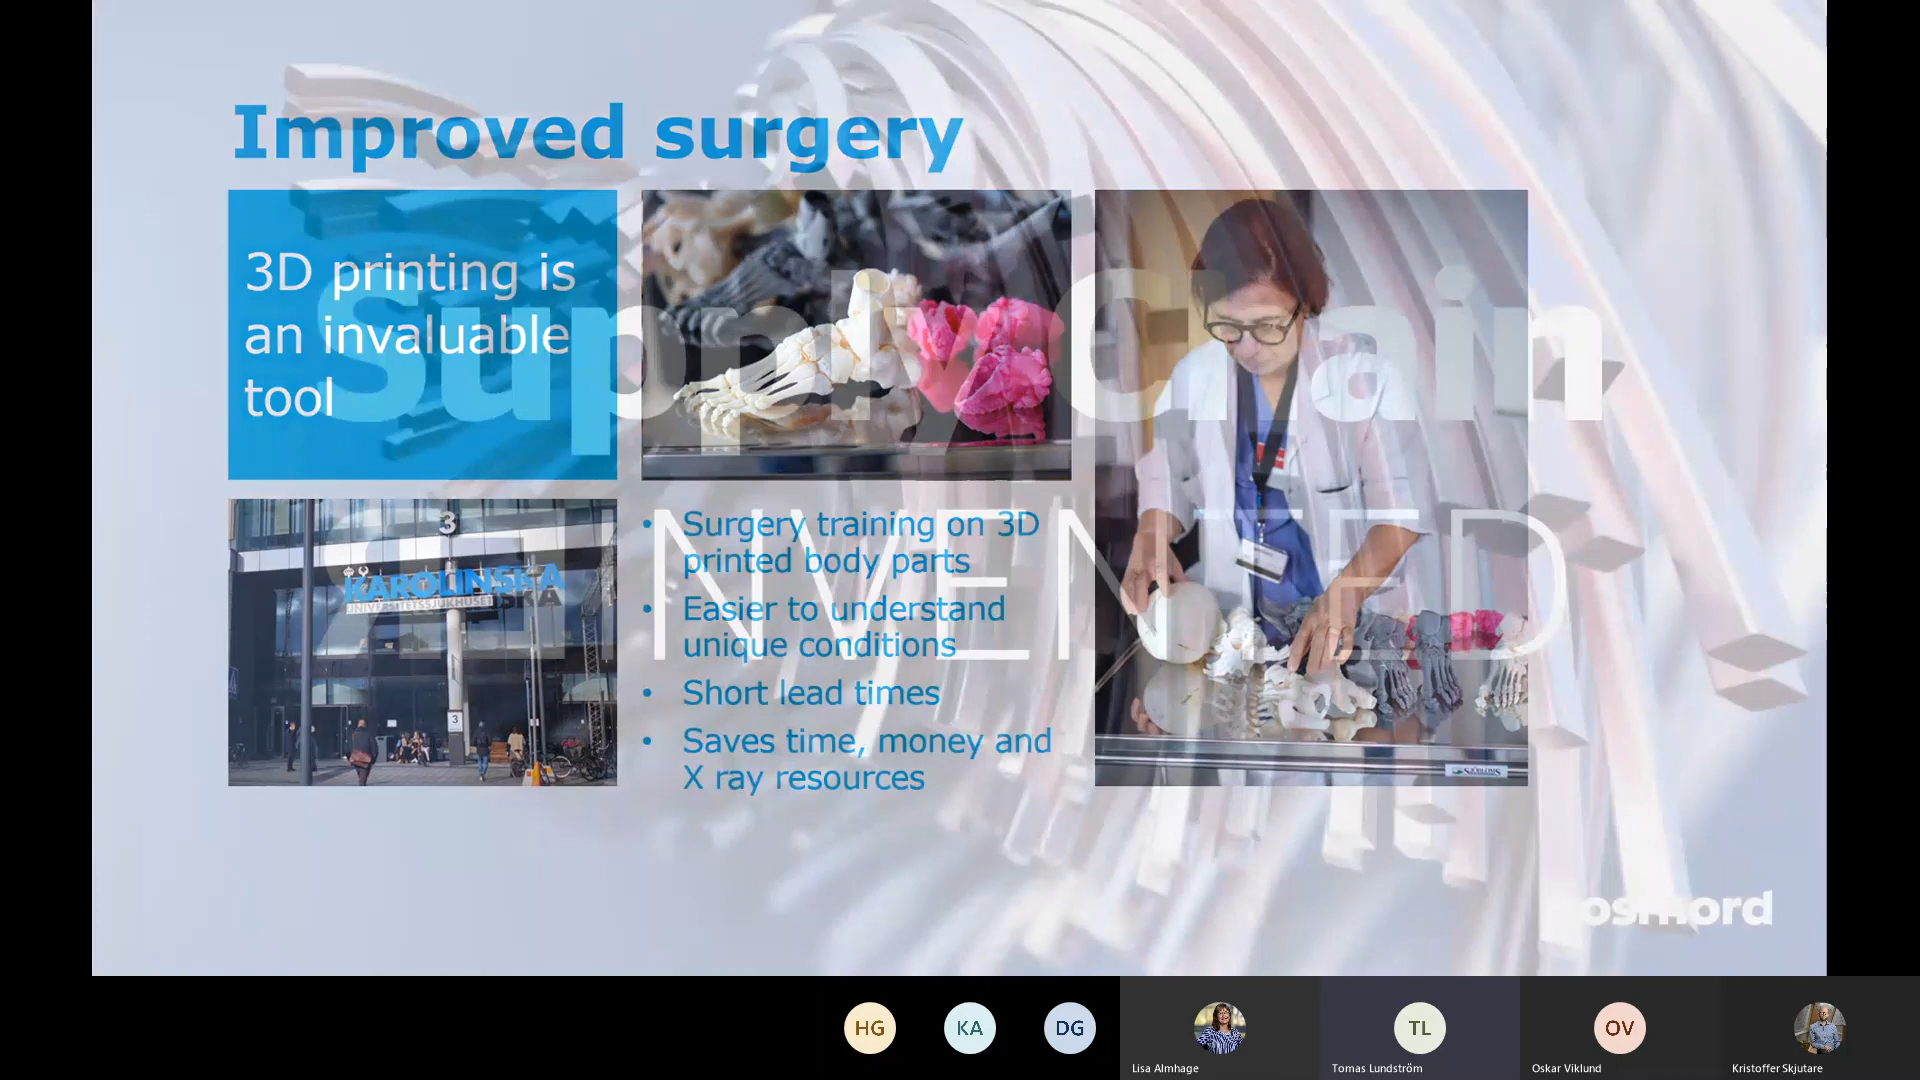 Improved surgery
3D printing is
an invaluable
tool
Supply Chain
INVENTED
3
KAROLINSKA
UNIVERSITETSSJUKHUSET
3
• Surgery training on 3D
printed body parts
• Easier to understand
unique conditions
• Short lead times
• Saves time, money and
X ray resources
SJÖBLOMS
HG
KA
DG
TL
OV
Lisa Almhage
Tomas Lundström
Oskar Viklund
Kristoffer Skjutare